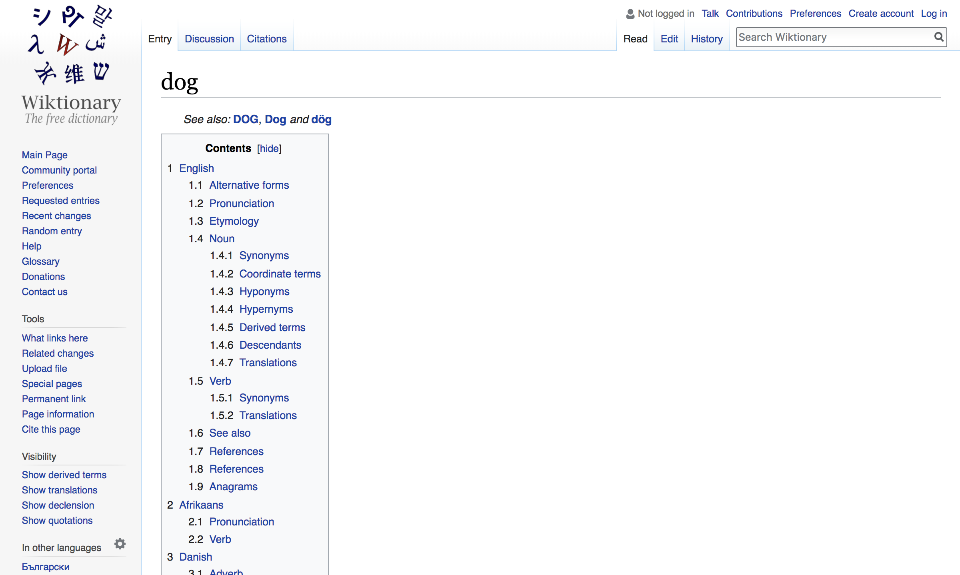 シ
וו
말
λ
W
ش
维
ש
Wiktionary
The free dictionary
Not logged in Talk Contributions Preferences Create account Log in
Entry Discussion Citations
Read Edit History
Search Wiktionary
dog
See also: DOG, Dog and dög
Contents [hide]
1 English
1.1 Alternative forms
1.2 Pronunciation
1.3 Etymology
1.4 Noun
1.4.1 Synonyms
1.4.2 Coordinate terms
1.4.3 Hyponyms
1.4.4 Hypernyms
1.4.5 Derived terms
1.4.6 Descendants
1.4.7 Translations
1.5 Verb
1.5.1 Synonyms
1.5.2 Translations
1.6 See also
1.7 References
1.8 References
1.9 Anagrams
2 Afrikaans
2.1 Pronunciation
2.2 Verb
3 Danish
3.1 Adverb
Main Page
Community portal
Preferences
Requested entries
Recent changes
Random entry
Help
Glossary
Donations
Contact us
Tools
What links here
Related changes
Upload file
Special pages
Permanent link
Page information
Cite this page
Visibility
Show derived terms
Show translations
Show declension
Show quotations
In other languages
Български